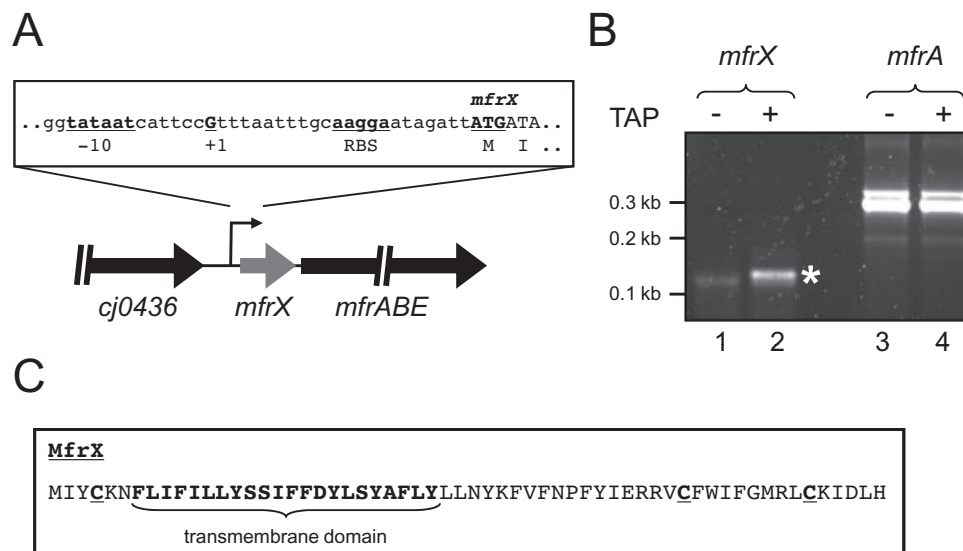 A
mfrX
..ggtataatcattccGtttaatttgcaaggaatagattATGATA..
−10 +1 RBS M I ..
cj0436 mfrX mfrABE
B
mfrX mfrA
TAP - + - +
0.3 kb
0.2 kb
*
0.1 kb
1 2 3 4
C
MfrX
MIYCKNFLIFILLYSSIFFDYLSYAFLYLLNYKFVFNPFYIERRVCFWIFGMRLCKIDLH
transmembrane domain